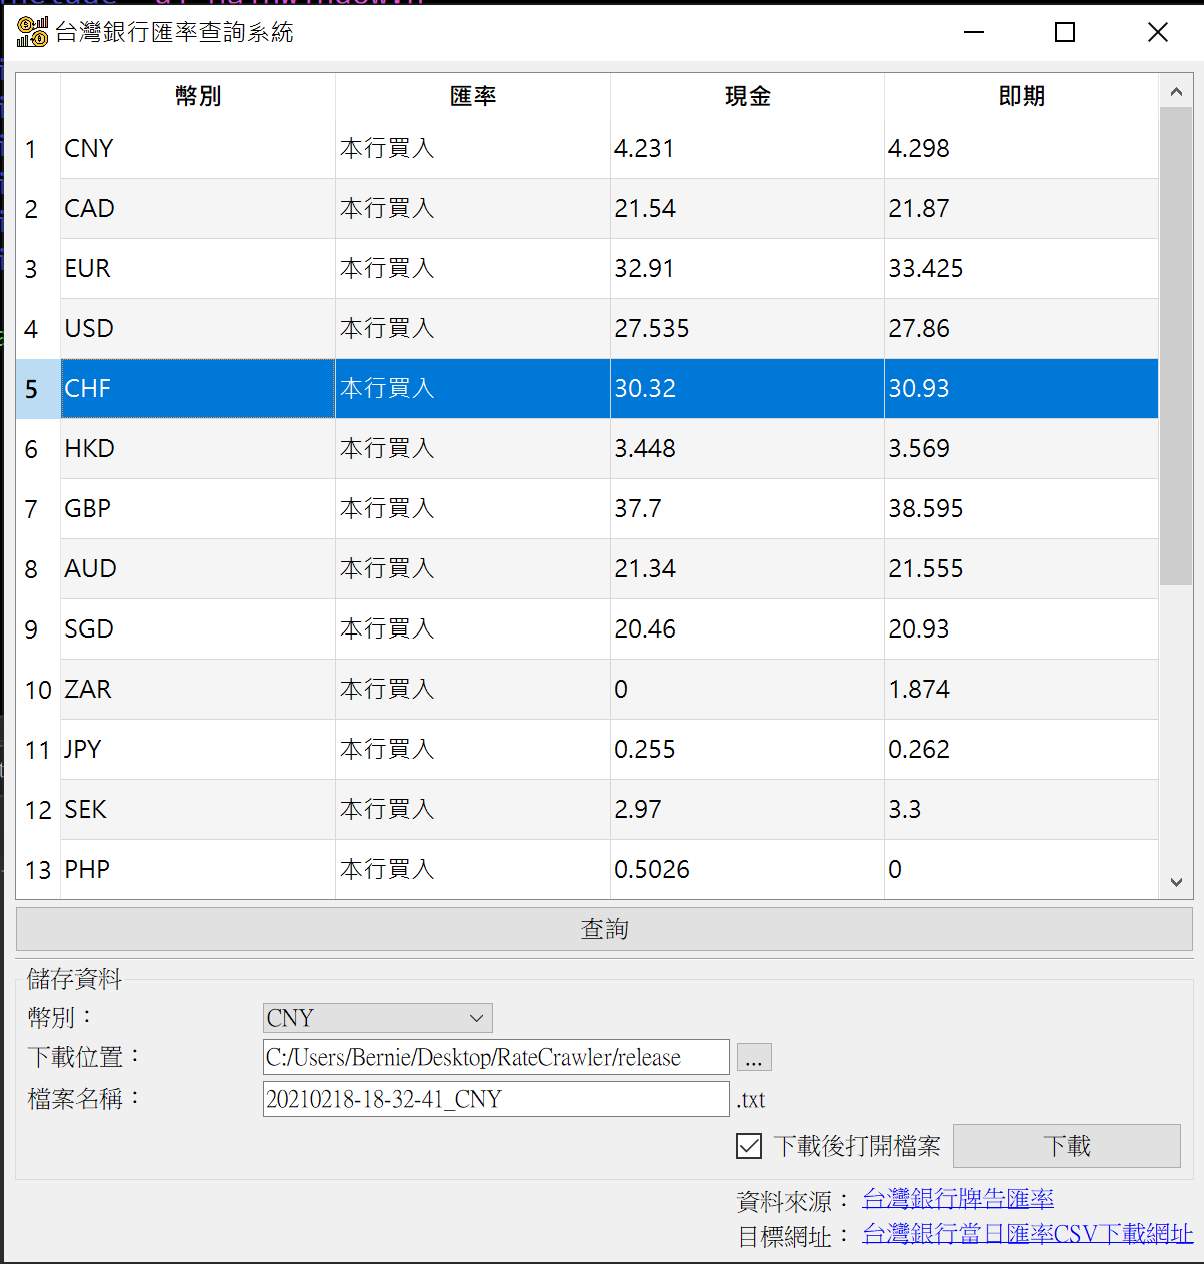 台灣銀行匯率查詢系統
幣別 匯率 現金 即期
1 CNY 本行買入 4.231 4.298
2 CAD 本行買入 21.54 21.87
3 EUR 本行買入 32.91 33.425
4 USD 本行買入 27.535 27.86
5 CHF 本行買入 30.32 30.93
6 HKD 本行買入 3.448 3.569
7 GBP 本行買入 37.7 38.595
8 AUD 本行買入 21.34 21.555
9 SGD 本行買入 20.46 20.93
10 ZAR 本行買入 0 1.874
11 JPY 本行買入 0.255 0.262
12 SEK 本行買入 2.97 3.3
13 PHP 本行買入 0.5026 0
查詢
儲存資料
幣別： CNY
下載位置： C:/Users/Bernie/Desktop/RateCrawler/release ...
檔案名稱： 20210218-18-32-41_CNY .txt
下載後打開檔案 下載
資料來源： 台灣銀行牌告匯率
目標網址： 台灣銀行當日匯率CSV下載網址